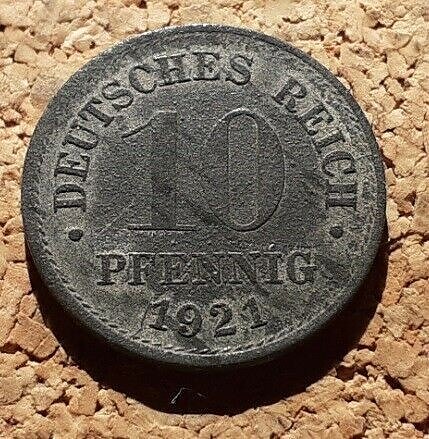 • DEUTSCHES REICH •
10
PFENNIG
1921